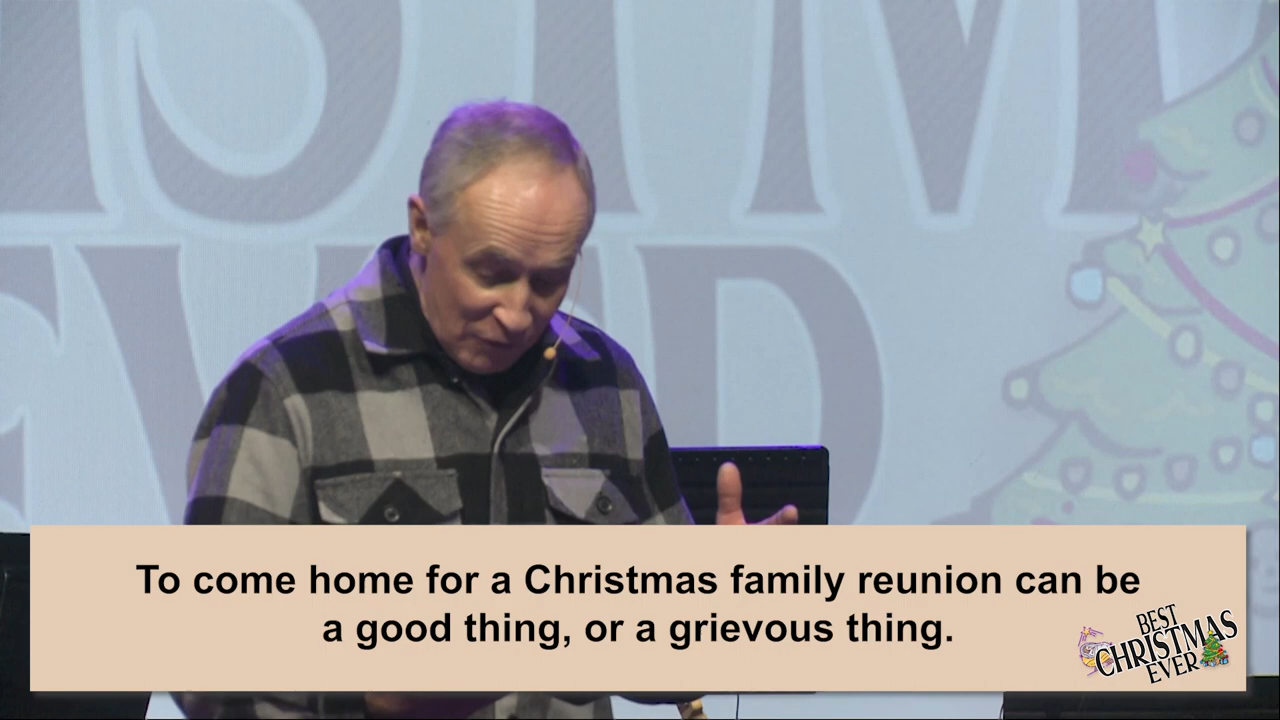 To come home for a Christmas family reunion can be
a good thing, or a grievous thing.
BEST
CHRISTMAS
EVER